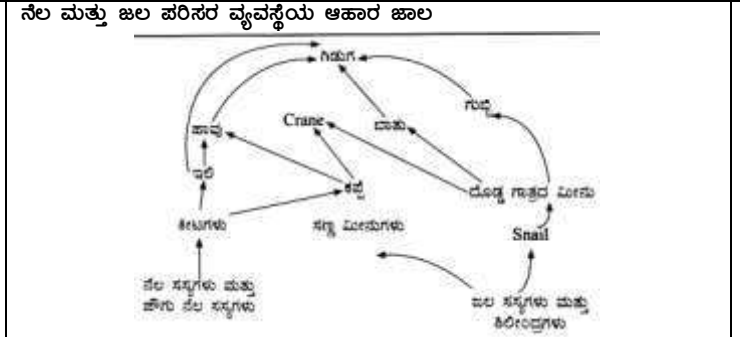 ನೆಲ ಮತ್ತು ಜಲ ಪರಿಸರ ವ್ಯವಸ್ಥೆಯ ಆಹಾರ ಜಾಲ
ಗಿಡುಗ
ಗುಬ್ಬಿ
Crane
ಬಾತು
ಹಾವು
ಇಲಿ
ಕಪ್ಪೆ
ದೊಡ್ಡ ಗಾತ್ರದ ಮೀನು
ಕೀಟಗಳು
ಸಣ್ಣ ಮೀನುಗಳು
Snail
ನೆಲ ಸಸ್ಯಗಳು ಮತ್ತು
ಜೌಗು ನೆಲ ಸಸ್ಯಗಳು
ಜಲ ಸಸ್ಯಗಳು ಮತ್ತು
ಶಿಲೀಂದ್ರಗಳು